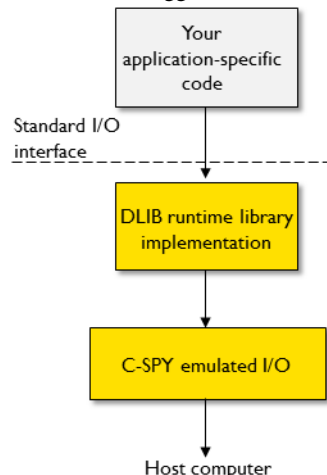 Your
application-specific
code
Standard I/O
interface
DLIB runtime library
implementation
C-SPY emulated I/O
Host computer